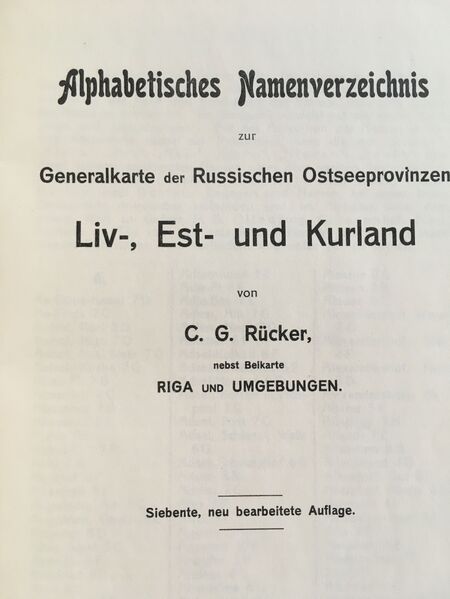 Alphabetisches Namenverzeichnis
zur
Generalkarte der Russischen Ostseeprovinzen
Liv-, Est- und Kurland
von
C. G. Rücker,
nebst Beikarte
RIGA UND UMGEBUNGEN.
Siebente, neu bearbeitete Auflage.